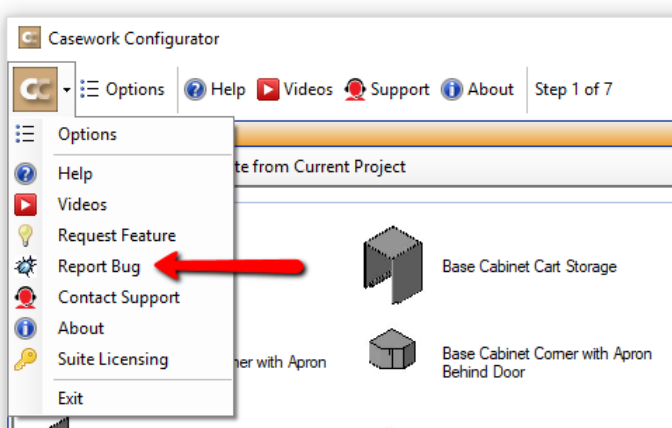 CC Casework Configurator
CC Options Help Videos Support About Step 1 of 7
Options
te from Current Project
Help
Videos
Request Feature
Report Bug
Base Cabinet Cart Storage
Contact Support
About
Suite Licensing
ner with Apron
Base Cabinet Corner with Apron
Behind Door
Exit